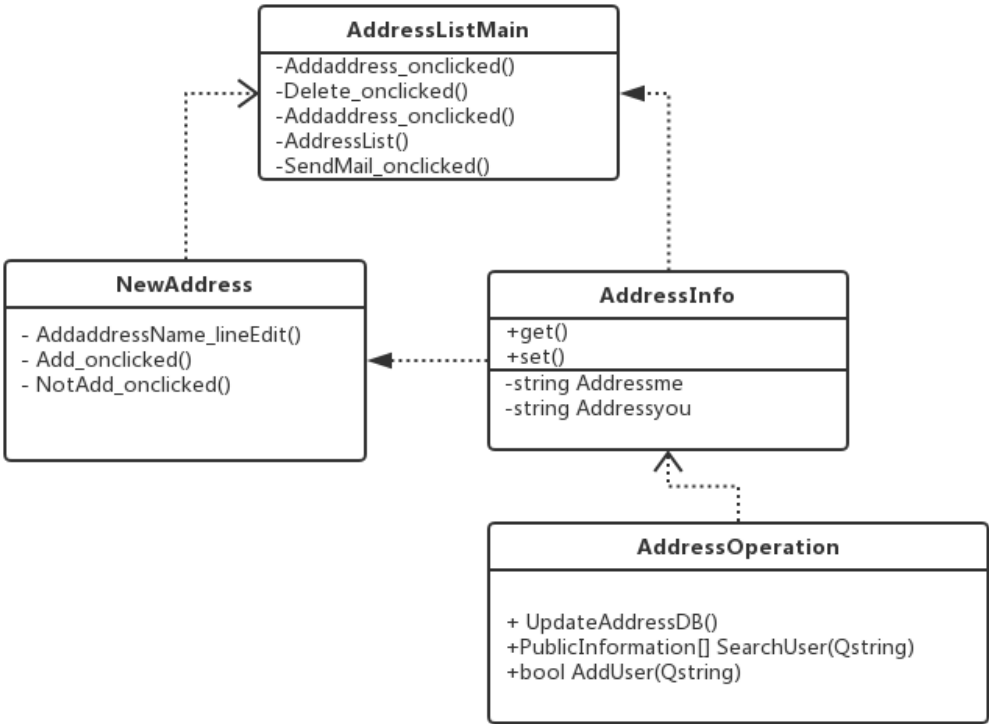 AddressListMain
-Addaddress_onclicked()
-Delete_onclicked()
-Addaddress_onclicked()
-AddressList()
-SendMail_onclicked()
NewAddress
- AddaddressName_lineEdit()
- Add_onclicked()
- NotAdd_onclicked()
AddressInfo
+get()
+set()
-string Addressme
-string Addressyou
AddressOperation
+ UpdateAddressDB()
+PublicInformation[] SearchUser(Qstring)
+bool AddUser(Qstring)